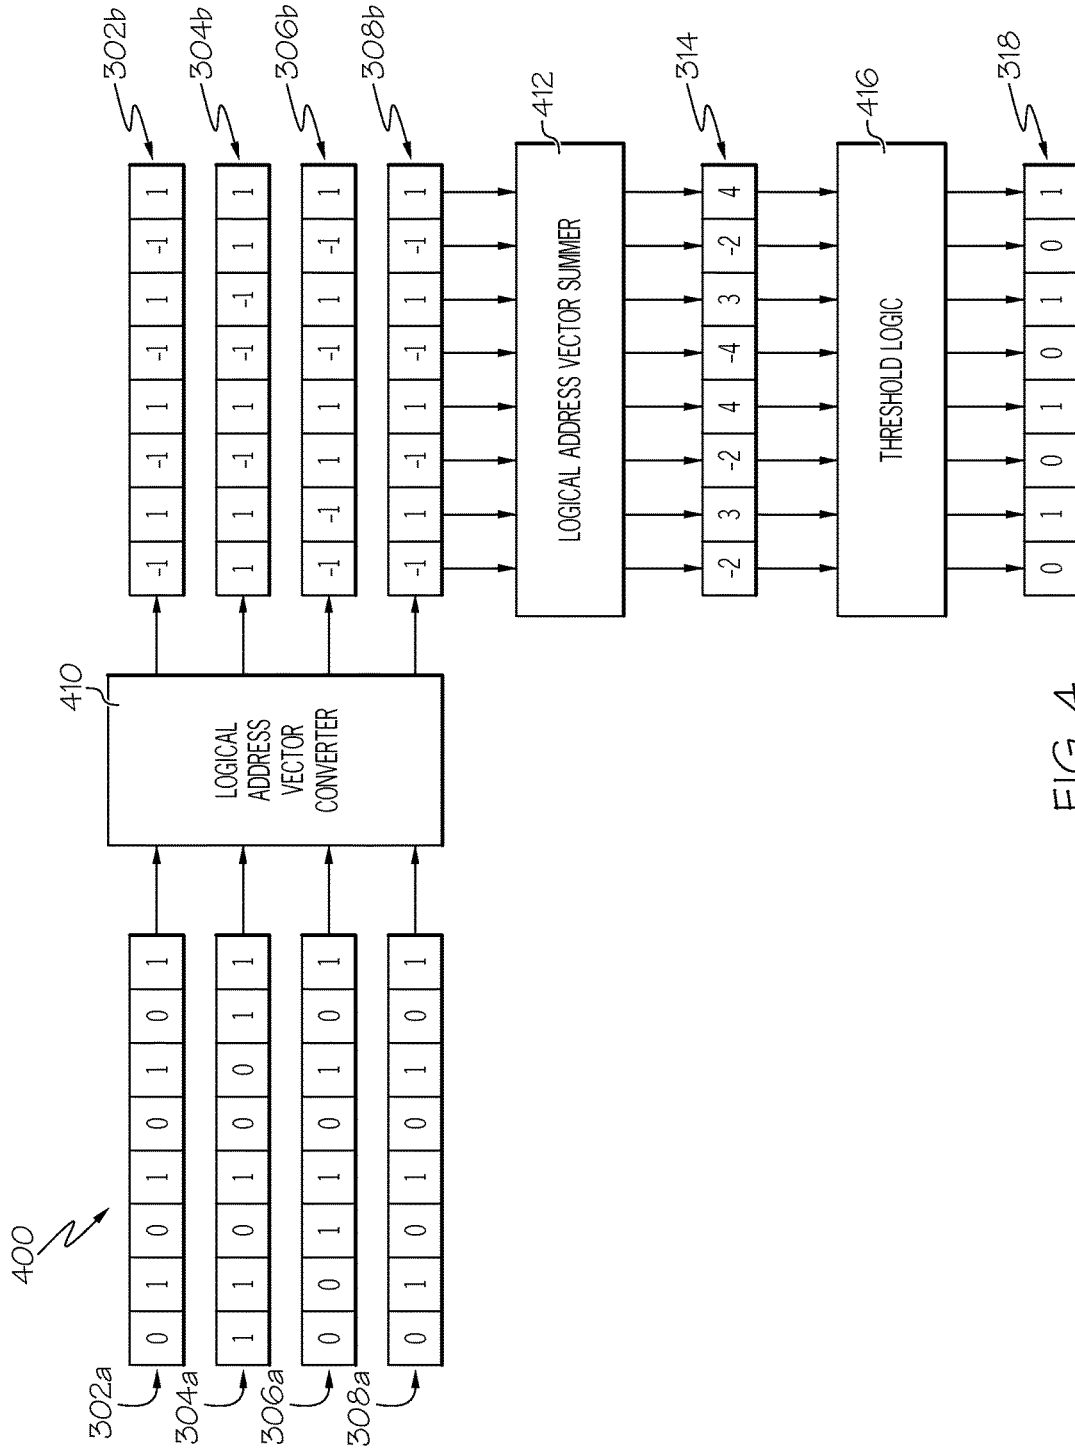 400
302a
0 1 0 1 0 1 0 1
304a
1 1 0 1 0 0 1 1
306a
0 0 1 1 0 1 0 1
308a
0 1 0 1 0 1 0 1
410
LOGICAL
ADDRESS
VECTOR
CONVERTER
302b
-1 1 -1 1 -1 1 -1 1
304b
1 1 -1 1 -1 -1 1 1
306b
-1 -1 1 1 -1 1 -1 1
308b
-1 1 -1 1 -1 1 -1 1
412
LOGICAL ADDRESS VECTOR SUMMER
314
-2 3 -2 4 -4 3 -2 4
416
THRESHOLD LOGIC
318
0 1 0 1 0 1 0 1
FIG. 4